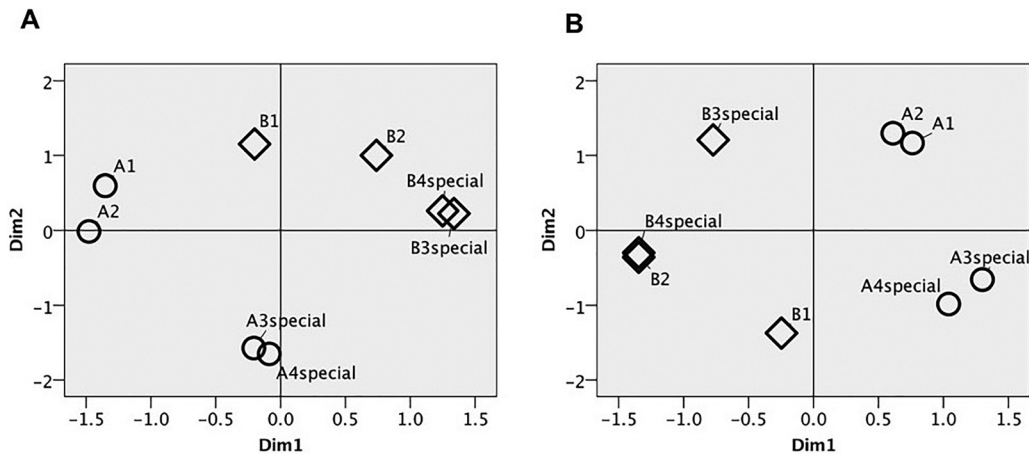 A
2
B1
B2
A1
1
B4special
A2
Dim2
0
B3special
−1
A3special
A4special
−2
−1.5
−1.0
−0.5
0.0
0.5
1.0
1.5
Dim1
B
2
B3special
A2
A1
1
B4special
Dim2
0
B2
A3special
A4special
−1
B1
−2
−1.5
−1.0
−0.5
0.0
0.5
1.0
1.5
Dim1